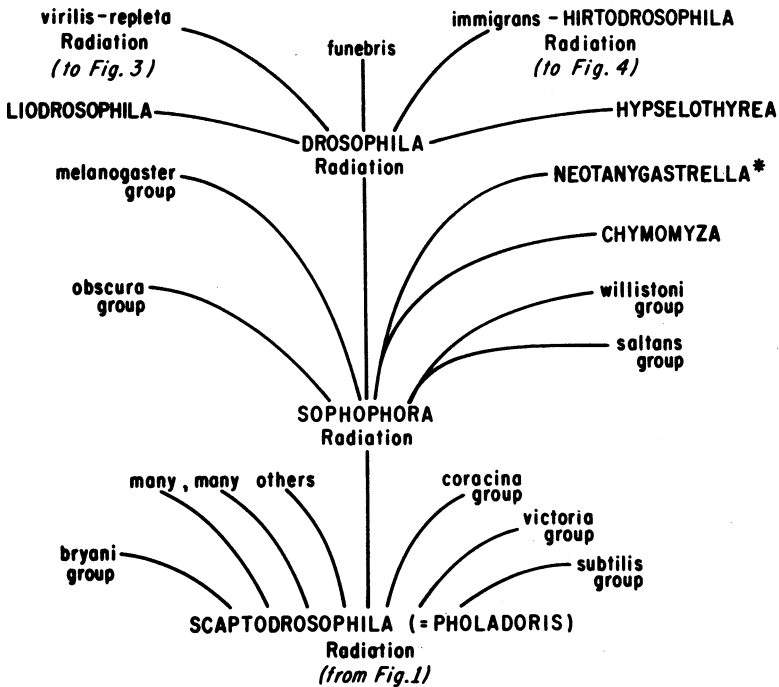 virilis-repleta
Radiation
(to Fig. 3)
funebris
immigrans - HIRTODROSOPHILA
Radiation
(to Fig. 4)
LIODROSOPHILA
HYPSELOTHYREA
DROSOPHILA
Radiation
melanogaster
group
NEOTANYGASTRELLA*
CHYMOMYZA
obscura
group
willistoni
group
saltans
group
SOPHOPHORA
Radiation
many, many others
coracina
group
victoria
group
bryani
group
subtilis
group
SCAPTODROSOPHILA (= PHOLADORIS)
Radiation
(from Fig.1)